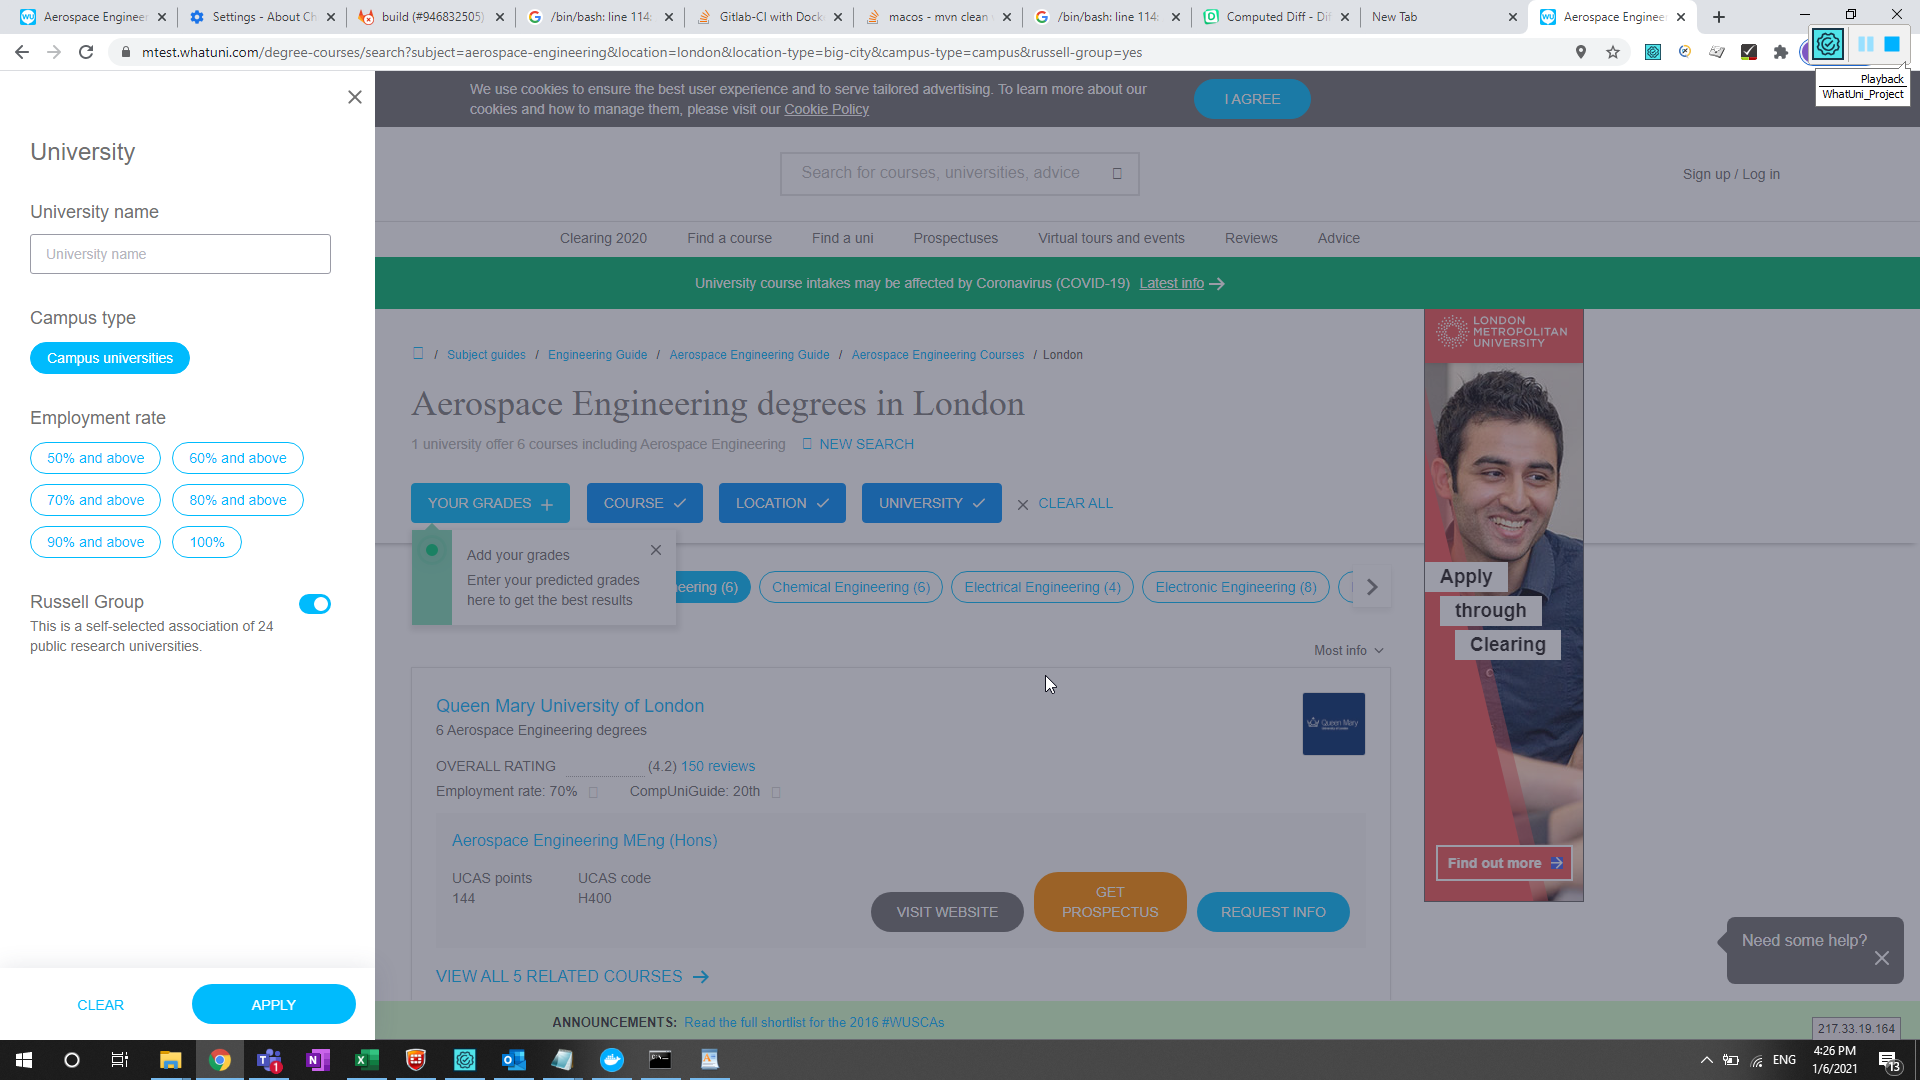 Aerospace Engineer
Settings - About Ch
build (#946832505)
/bin/bash: line 114:
Gitlab-CI with Dock
macos - mvn clean
/bin/bash: line 114:
Computed Diff - Dif
New Tab
Aerospace Engineer
mtest.whatuni.com/degree-courses/search?subject=aerospace-engineering&location=london&location-type=big-city&campus-type=campus&russell-group=yes
Playback
WhatUni_Project
We use cookies to ensure the best user experience and to serve tailored advertising. To learn more about our
cookies and how to manage them, please visit our Cookie Policy
I AGREE
Search for courses, universities, advice
Sign up / Log in
Clearing 2020
Find a course
Find a uni
Prospectuses
Virtual tours and events
Reviews
Advice
University course intakes may be affected by Coronavirus (COVID-19) Latest info
University
University name
University name
Campus type
Campus universities
Employment rate
50% and above
60% and above
70% and above
80% and above
90% and above
100%
Russell Group
This is a self-selected association of 24
public research universities.
CLEAR
APPLY
/ Subject guides / Engineering Guide / Aerospace Engineering Guide / Aerospace Engineering Courses / London
Aerospace Engineering degrees in London
1 university offer 6 courses including Aerospace Engineering
NEW SEARCH
YOUR GRADES
COURSE
LOCATION
UNIVERSITY
CLEAR ALL
Add your grades
Enter your predicted grades
here to get the best results
neering (6)
Chemical Engineering (6)
Electrical Engineering (4)
Electronic Engineering (8)
Most info
Queen Mary University of London
6 Aerospace Engineering degrees
Queen Mary
OVERALL RATING
(4.2) 150 reviews
Employment rate: 70%
CompUniGuide: 20th
Aerospace Engineering MEng (Hons)
UCAS points
144
UCAS code
H400
VISIT WEBSITE
GET
PROSPECTUS
REQUEST INFO
VIEW ALL 5 RELATED COURSES
LONDON
METROPOLITAN
UNIVERSITY
Apply
through
Clearing
Find out more
Need some help?
ANNOUNCEMENTS: Read the full shortlist for the 2016 #WUSCAs
217.33.19.164
1
ENG
4:26 PM
1/6/2021
13